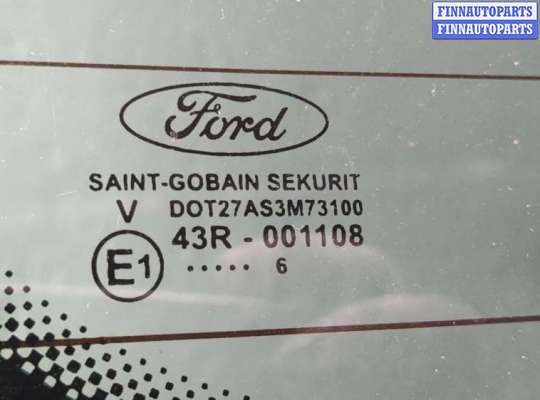 FINNAUTOPARTS
FINNAUTOPARTS
Ford
SAINT-GOBAIN SEKURIT
V DOT27AS3M73100
E1 43R - 001108
..... 6